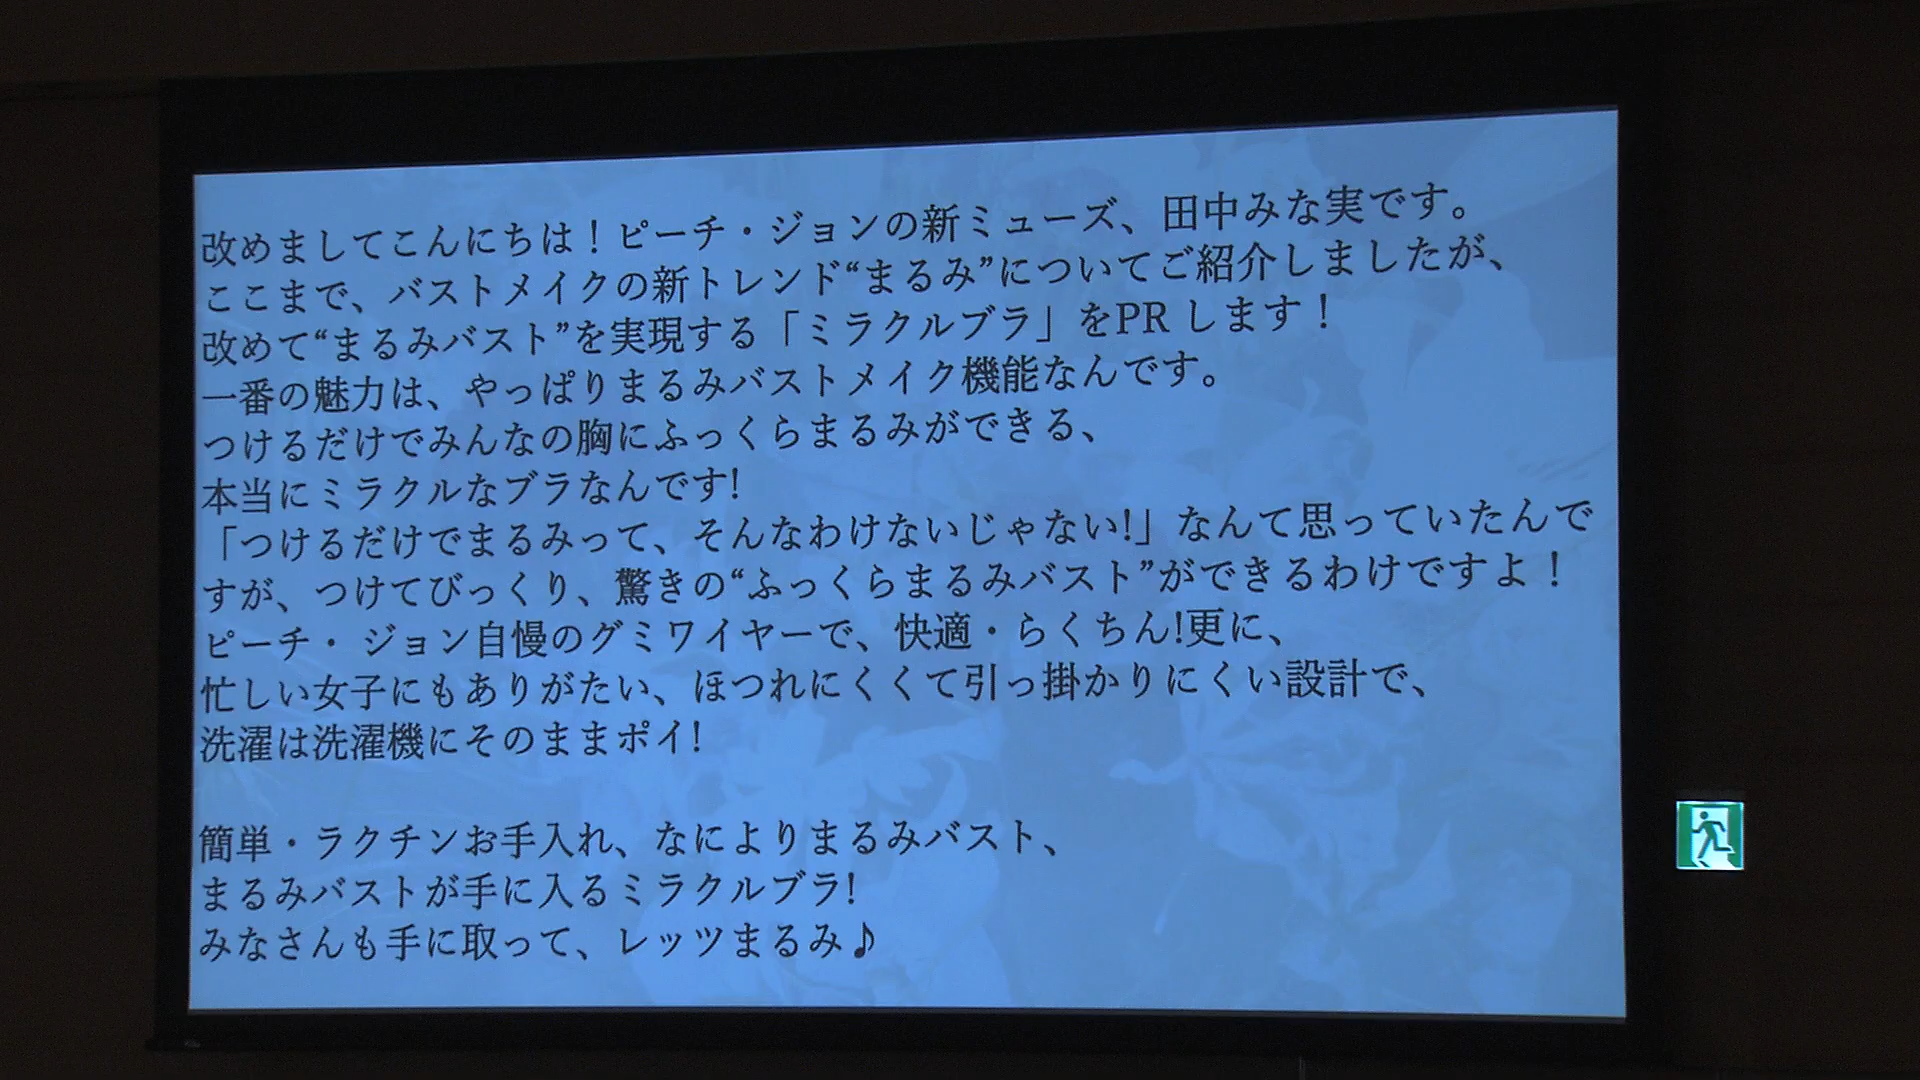 改めましてこんにちは！ピーチ・ジョンの新ミューズ、田中みな実です。
ここまで、バストメイクの新トレンド“まるみ”についてご紹介しましたが、
改めて“まるみバスト”を実現する「ミラクルブラ」をPRします！
一番の魅力は、やっぱりまるみバストメイク機能なんです。
つけるだけでみんなの胸にふっくらまるみができる、
本当にミラクルなブラなんです!
「つけるだけでまるみって、そんなわけないじゃない!」なんて思っていたんで
すが、つけてびっくり、驚きの“ふっくらまるみバスト”ができるわけですよ！
ピーチ・ ジョン自慢のグミワイヤーで、快適・らくちん!更に、
忙しい女子にもありがたい、ほつれにくくて引っ掛かりにくい設計で、
洗濯は洗濯機にそのままポイ!
簡単・ラクチンお手入れ、なによりまるみバスト、
まるみバストが手に入るミラクルブラ!
みなさんも手に取って、レッツまるみ♪